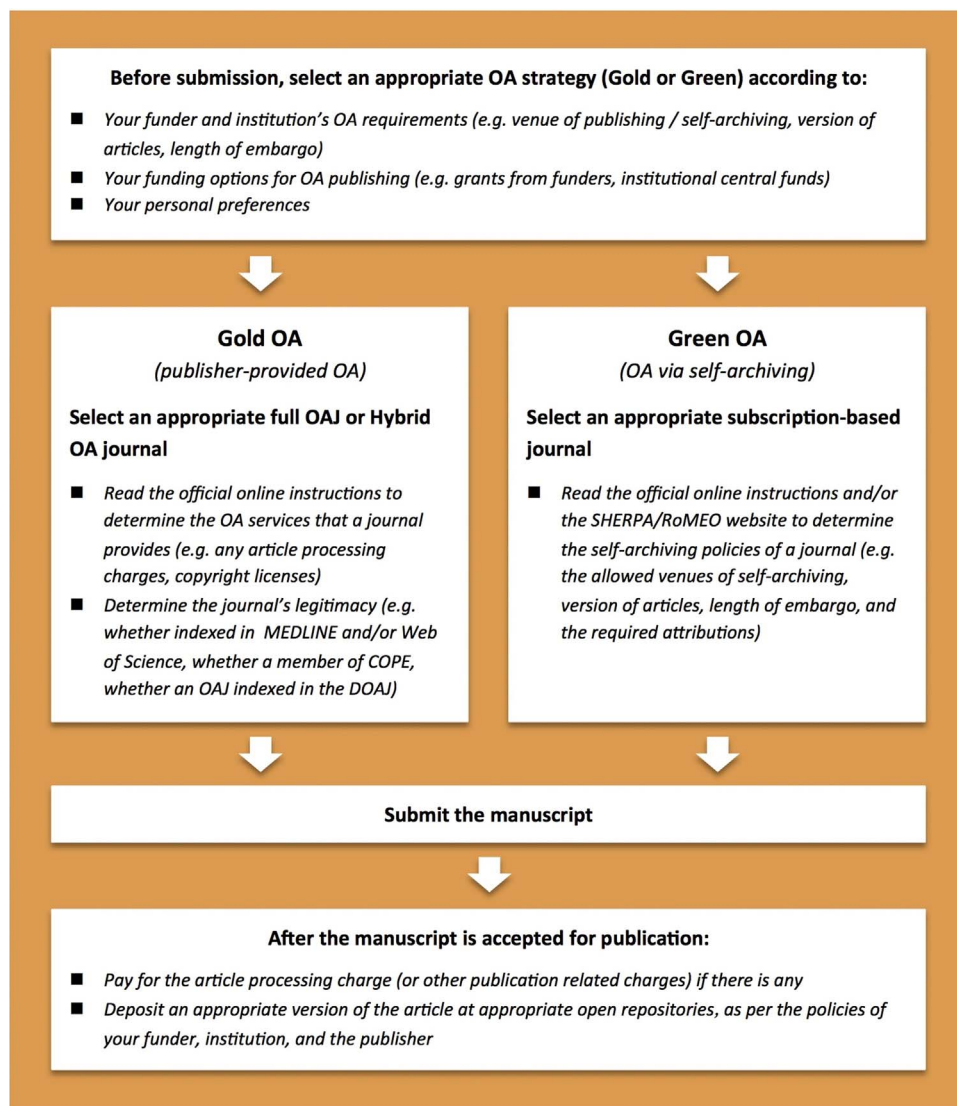 Before submission, select an appropriate OA strategy (Gold or Green) according to:
■ Your funder and institution's OA requirements (e.g. venue of publishing / self-archiving, version of
articles, length of embargo)
■ Your funding options for OA publishing (e.g. grants from funders, institutional central funds)
■ Your personal preferences
Gold OA
(publisher-provided OA)
Select an appropriate full OAJ or Hybrid
OA journal
■ Read the official online instructions to
determine the OA services that a journal
provides (e.g. any article processing
charges, copyright licenses)
■ Determine the journal's legitimacy (e.g.
whether indexed in MEDLINE and/or Web
of Science, whether a member of COPE,
whether an OAJ indexed in the DOAJ)
Green OA
(OA via self-archiving)
Select an appropriate subscription-based
journal
■ Read the official online instructions and/or
the SHERPA/RoMEO website to determine
the self-archiving policies of a journal (e.g.
the allowed venues of self-archiving,
version of articles, length of embargo, and
the required attributions)
Submit the manuscript
After the manuscript is accepted for publication:
■ Pay for the article processing charge (or other publication related charges) if there is any
■ Deposit an appropriate version of the article at appropriate open repositories, as per the policies of
your funder, institution, and the publisher